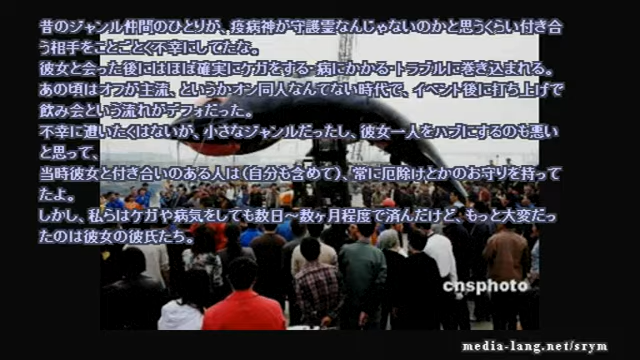 昔のジャンル仲間のひとりが、疫病神が守護霊なんじゃないのかと思うくらい付き合
う相手をことごとく不幸にしてたな。
彼女と会った後にはほぼ確実にケガをする・病にかかる・トラブルに巻き込まれる。
あの頃はオフが主流、というかオン同人なんてない時代で、イベント後に打ち上げで
飲み会という流れがデフォだった。
不幸に遭いたくはないが、小さなジャンルだったし、彼女一人をハブにするのも悪い
と思って、
当時彼女と付き合いのある人は(自分も含めて)、常に厄除けとかのお守りを持って
たよ。
しかし、私らはケガや病気をしても数日～数ヶ月程度で済んだけど、もっと大変だっ
たのは彼女の彼氏たち。
cnsphoto
media-lang.net/srym